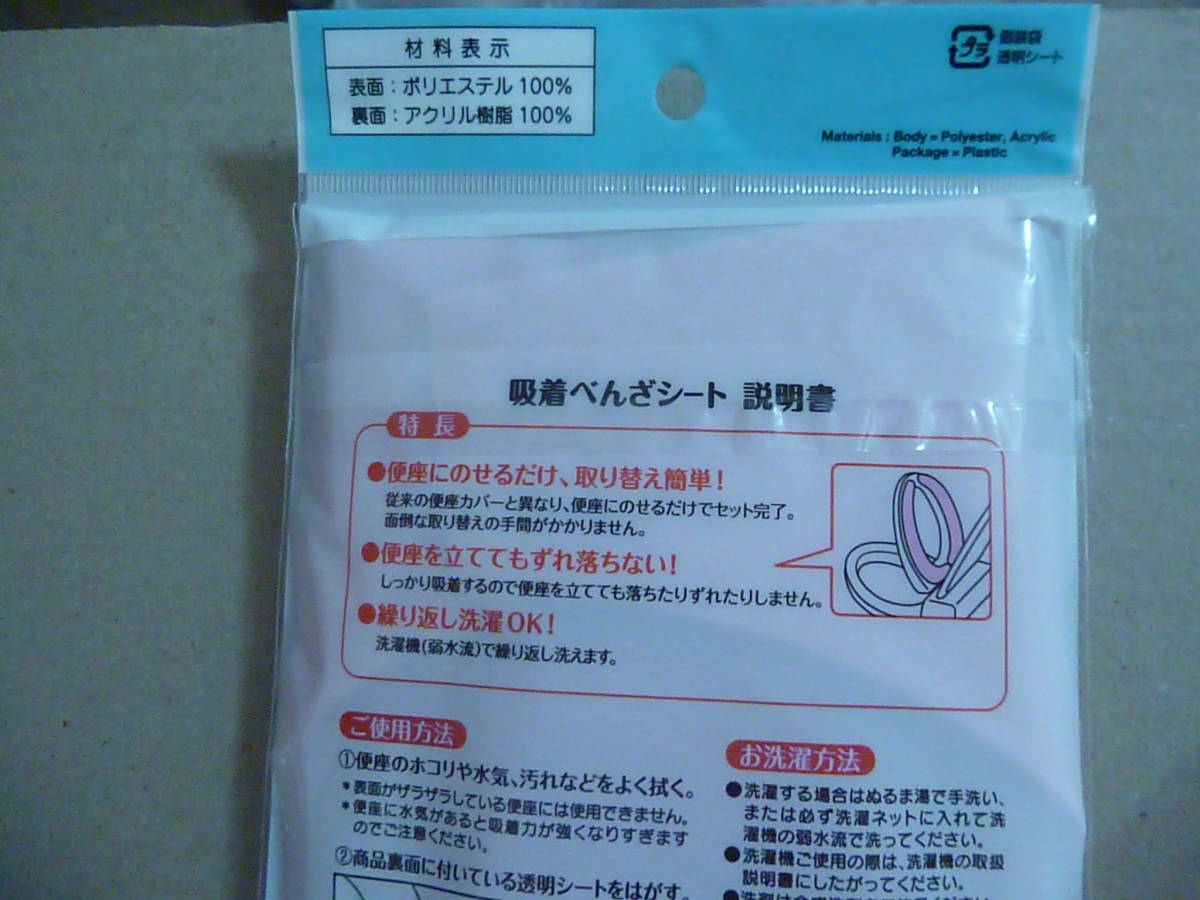 材料表示
表面：ポリエステル100%
裏面：アクリル樹脂100%
プラ
個装袋
透明シート
Materials : Body = Polyester, Acrylic
Package = Plastic
吸着べんざシート 説明書
特長
●便座にのせるだけ、取り替え簡単！
従来の便座カバーと異なり、便座にのせるだけでセット完了。
面倒な取り替えの手間がかかりません。
●便座を立ててもずれ落ちない！
しっかり吸着するので便座を立てても落ちたりずれたりしません。
●繰り返し洗濯OK！
洗濯機(弱水流)で繰り返し洗えます。
ご使用方法
①便座のホコリや水気、汚れなどをよく拭く。
＊表面がザラザラしている便座には使用できません。
＊便座に水気があると吸着力が強くなりすぎます
のでご注意ください。
②商品裏面に付いている透明シートをはがす。
お洗濯方法
●洗濯する場合はぬるま湯で手洗い、
または必ず洗濯ネットに入れて洗
濯機の弱水流で洗ってください。
●洗濯機ご使用の際は、洗濯機の取扱
説明書にしたがってください。